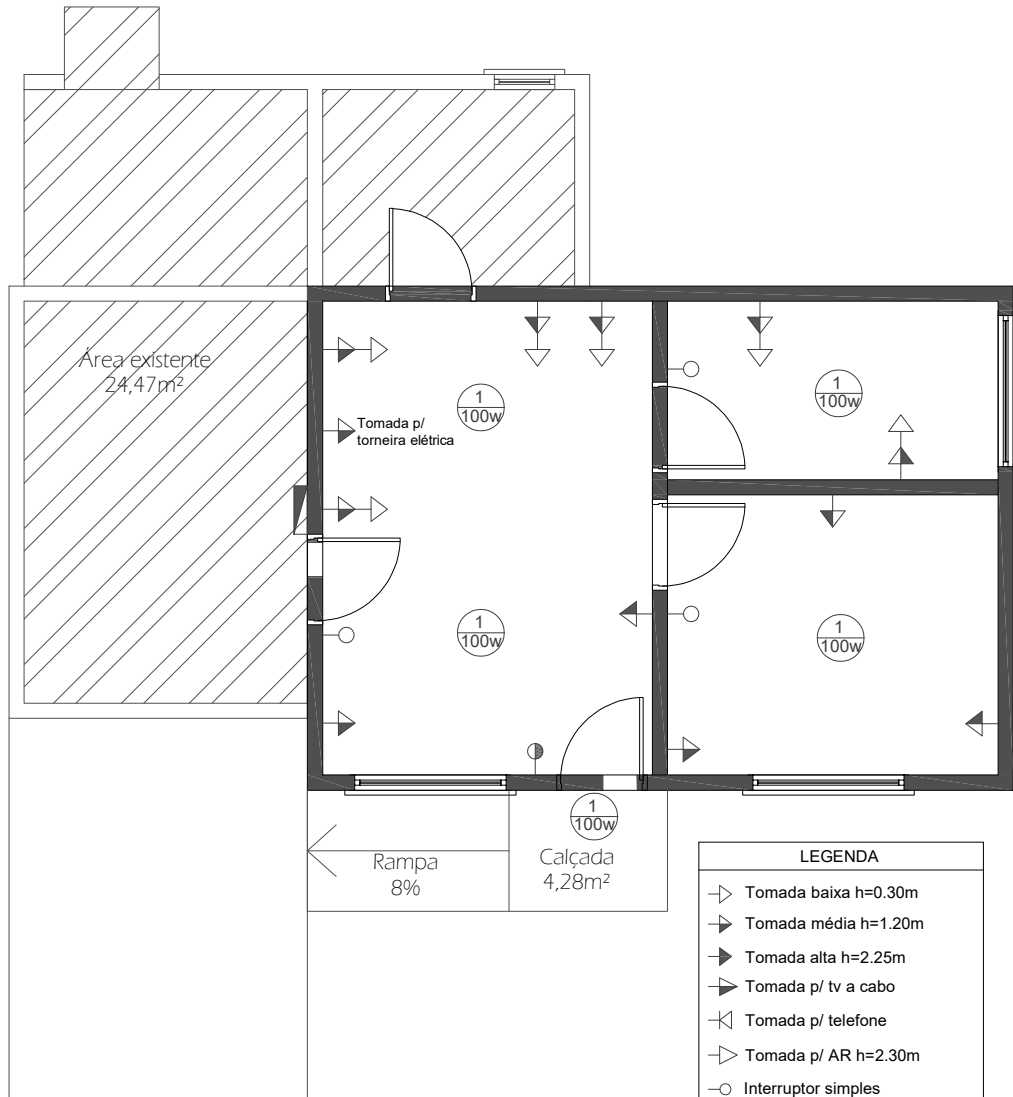 Área existente
24,47m²
1
100w
Tomada p/
torneira elétrica
1
100w
1
100w
1
100w
1
100w
Rampa
8%
Calçada
4,28m²
LEGENDA
Tomada baixa h=0.30m
Tomada média h=1.20m
Tomada alta h=2.25m
Tomada p/ tv a cabo
Tomada p/ telefone
Tomada p/ AR h=2.30m
Interruptor simples